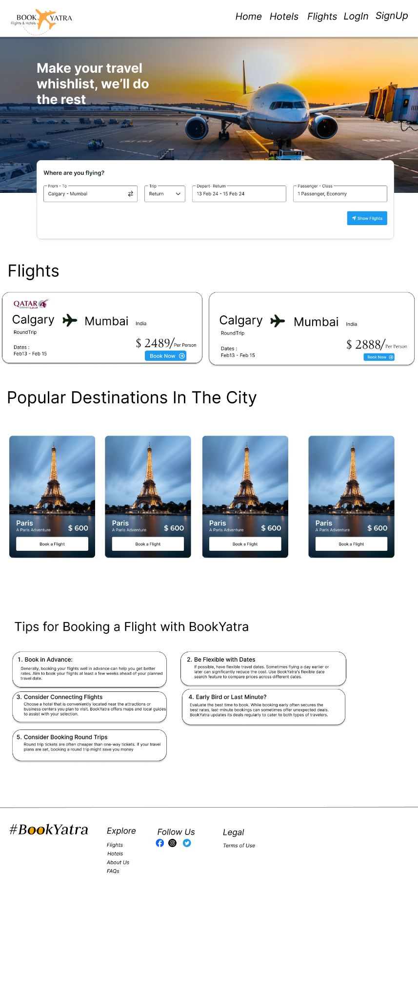 BOOK YATRA
Flights & Hotels
Home Hotels Flights LogIn SignUp
Make your travel
whishlist, we'll do
the rest
Where are you flying?
From - To
Calgary - Mumbai
Trip
Return
Depart- Return
13 Feb 24 - 15 Feb 24
Passenger - Class
1 Passenger, Economy
Show Filghts
Flights
QATAR
AIRWAYS القطرية
Calgary Mumbai India
RoundTrip
$ 2489/Per Person
Dates :
Feb13 - Feb 15
Book Now
Calgary Mumbai India
RoundTrip
$ 2888/Per Person
Dates :
Feb13 - Feb 15
Book Now
Popular Destinations In The City
Paris
A Paris Adventure
$ 600
Book a Flight
Paris
A Paris Adventure
$ 600
Book a Flight
Paris
A Paris Adventure
$ 600
Book a Flight
Paris
A Paris Adventure
$ 600
Book a Flight
Tips for Booking a Flight with BookYatra
1. Book in Advance:
Generally, booking your flights well in advance can help you get better
rates. Aim to book your flights at least a few weeks ahead of your planned
travel date.
2. Be Flexible with Dates
If possible, have flexible travel dates. Sometimes flying a day earlier or
later can significantly reduce the cost. Use BookYatra's flexible date
search feature to compare prices across different dates.
3. Consider Connecting Flights
Choose a hotel that is conveniently located near the attractions or
business centers you plan to visit. BookYatra offers maps and local guides
to assist with your selection.
4. Early Bird or Last Minute?
Evaluate the best time to book. While booking early often secures the
best rates, last-minute bookings can sometimes offer unexpected deals.
BookYatra updates its deals regularly to cater to both types of travelers.
5. Consider Booking Round Trips
Round trip tickets are often cheaper than one-way tickets. If your travel
plans are set, booking a round trip might save you money
#BookYatra
Explore
Flights
Hotels
About Us
FAQs
Follow Us
Legal
Terms of Use